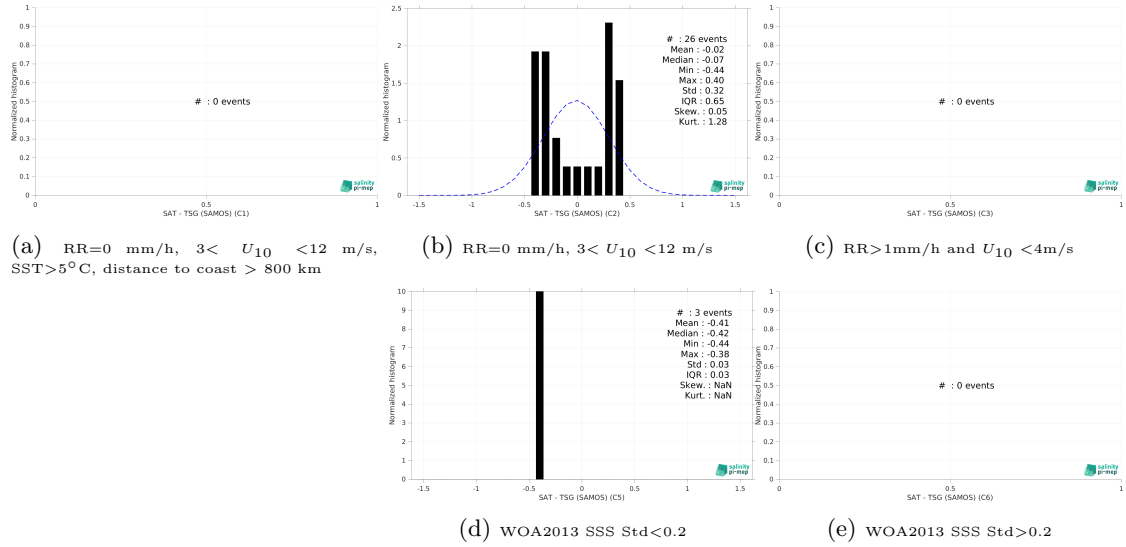 Normalized histogram
1
0.9
0.8
0.7
0.6
0.5
0.4
0.3
0.2
0.1
0
# : 0 events
salinity
pi-mep
0 0.5 1
SAT - TSG (SAMOS) (C1)
(a) RR=0 mm/h, 3< U10 <12 m/s,
SST>5°C, distance to coast > 800 km
Normalized histogram
2.5
2
1.5
1
0.5
0
# : 26 events
Mean : -0.02
Median : -0.07
Min : -0.44
Max : 0.40
Std : 0.32
IQR : 0.65
Skew. : 0.05
Kurt. : 1.28
salinity
pi-mep
-1.5 -1 -0.5 0 0.5 1 1.5
SAT - TSG (SAMOS) (C2)
(b) RR=0 mm/h, 3< U10 <12 m/s
Normalized histogram
1
0.9
0.8
0.7
0.6
0.5
0.4
0.3
0.2
0.1
0
# : 0 events
salinity
pi-mep
0 0.5 1
SAT - TSG (SAMOS) (C3)
(c) RR>1mm/h and U10 <4m/s
Normalized histogram
10
9
8
7
6
5
4
3
2
1
0
# : 3 events
Mean : -0.41
Median : -0.42
Min : -0.44
Max : -0.38
Std : 0.03
IQR : 0.03
Skew. : NaN
Kurt. : NaN
salinity
pi-mep
-1.5 -1 -0.5 0 0.5 1 1.5
SAT - TSG (SAMOS) (C5)
(d) WOA2013 SSS Std<0.2
Normalized histogram
1
0.9
0.8
0.7
0.6
0.5
0.4
0.3
0.2
0.1
0
# : 0 events
salinity
pi-mep
0 0.5 1
SAT - TSG (SAMOS) (C6)
(e) WOA2013 SSS Std>0.2